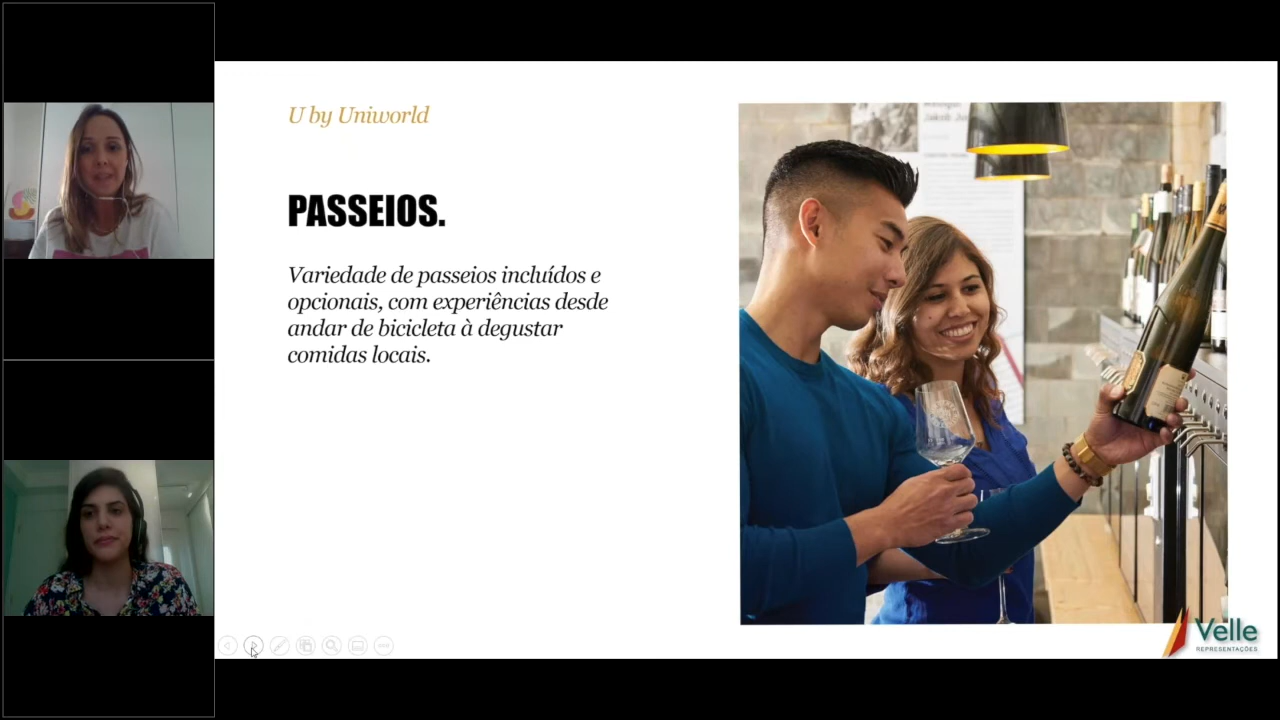 U by Uniworld
PASSEIOS.
Variedade de passeios incluídos e
opcionais, com experiências desde
andar de bicicleta à degustar
comidas locais.
Velle
REPRESENTAÇÕES